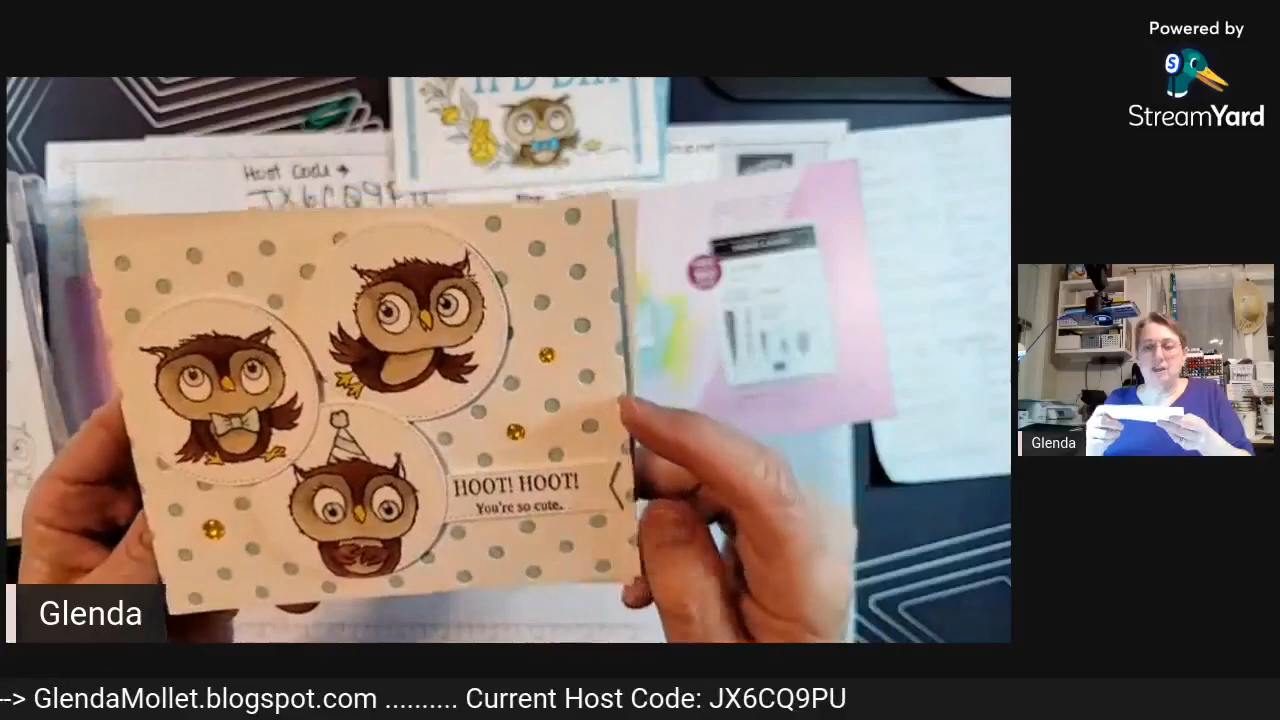 Powered by
S
StreamYard
Host Code →
JX6CQ9PU
HOOT! HOOT!
You're so cute.
Glenda
Glenda
--> GlendaMollet.blogspot.com .......... Current Host Code: JX6CQ9PU